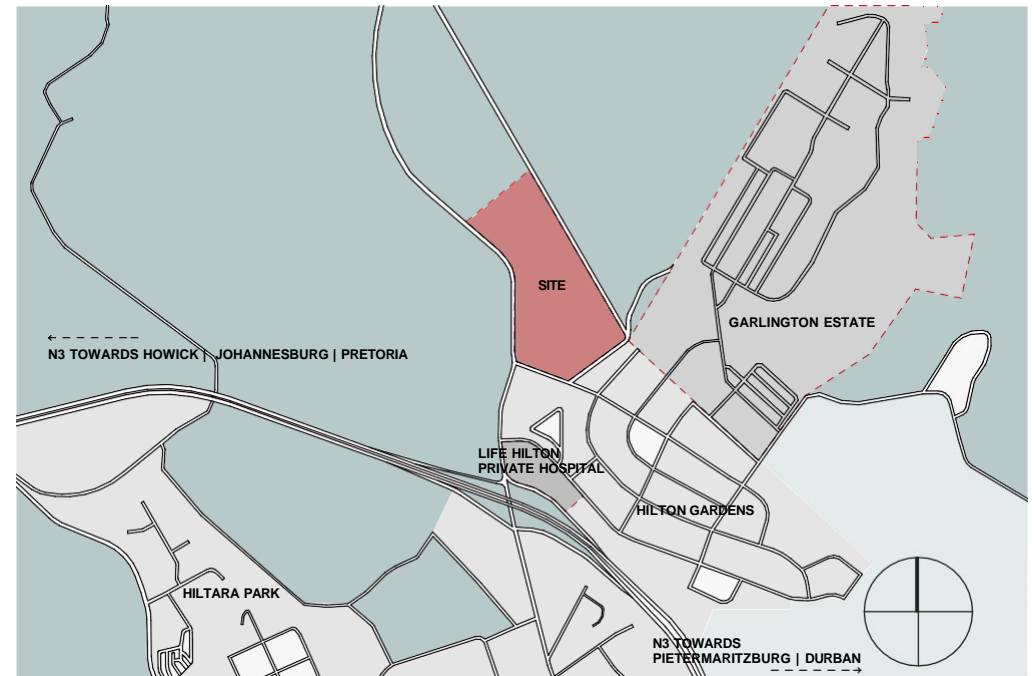 SITE
GARLINGTON ESTATE
N3 TOWARDS HOWICK | JOHANNESBURG | PRETORIA
LIFE HILTON
PRIVATE HOSPITAL
HILTON GARDENS
HILTARA PARK
N3 TOWARDS
PIETERMARITZBURG | DURBAN